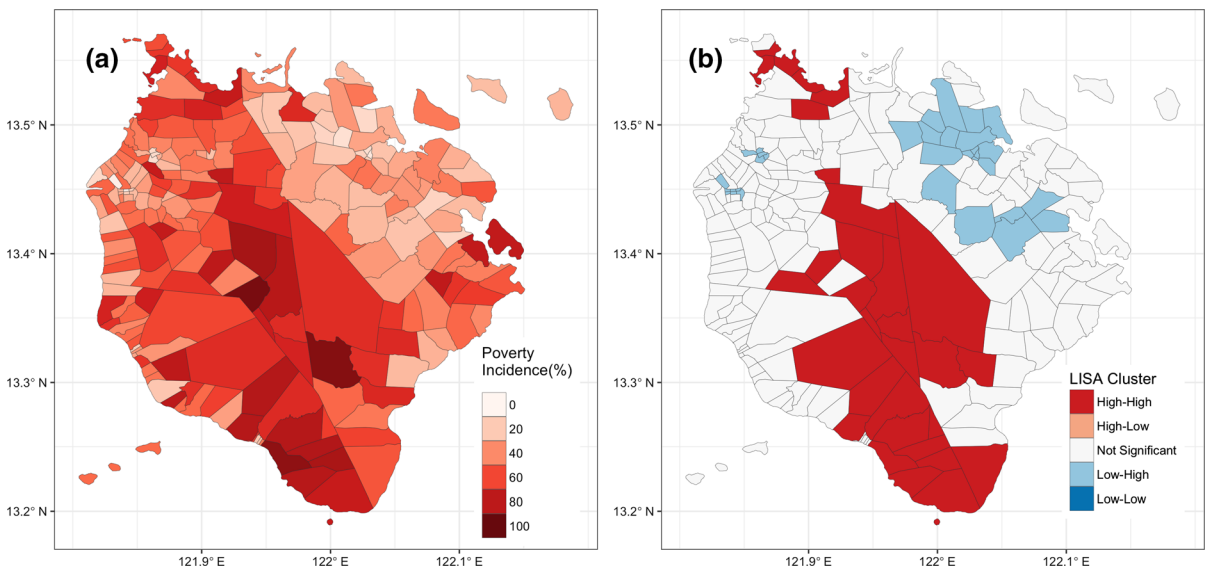 (a)
13.5° N
13.4° N
13.3° N
13.2° N
121.9° E
122° E
122.1° E
Poverty
Incidence(%)
0
20
40
60
80
100
(b)
13.5° N
13.4° N
13.3° N
13.2° N
121.9° E
122° E
122.1° E
LISA Cluster
High-High
High-Low
Not Significant
Low-High
Low-Low